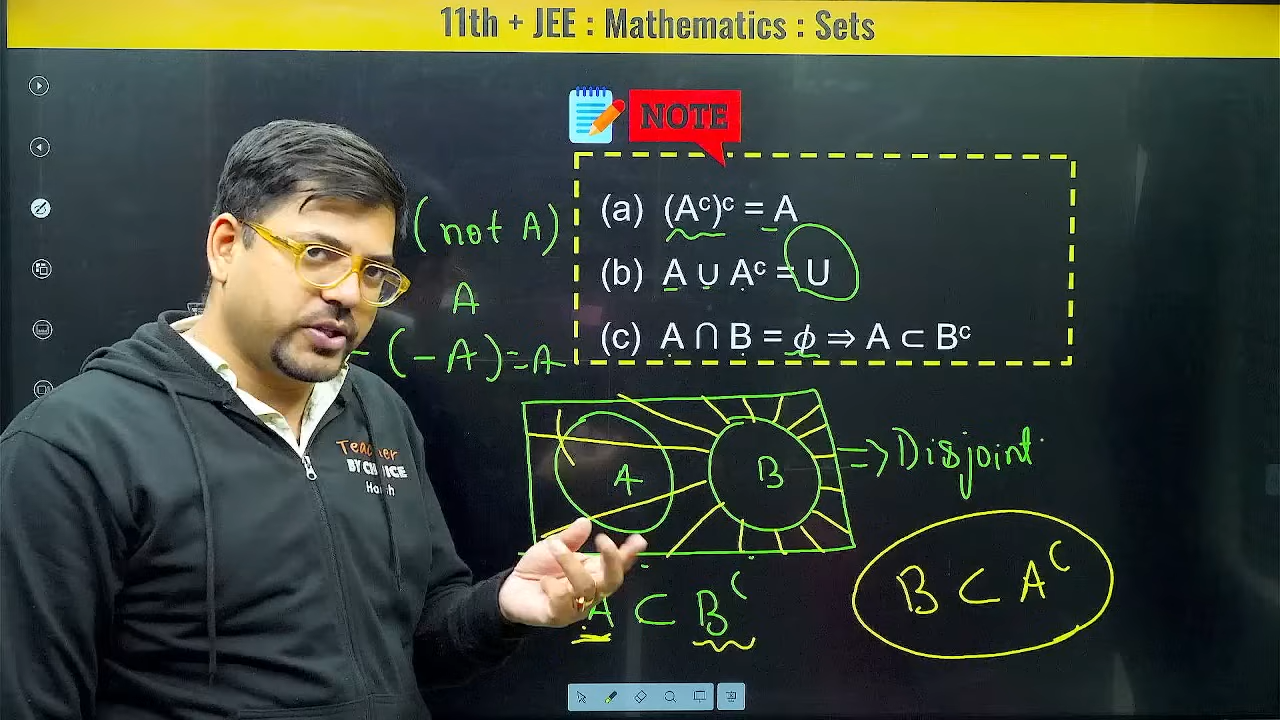 11th + JEE : Mathematics : Sets
NOTE
(a) (Aᶜ)ᶜ = A
(b) A ∪ Aᶜ = U
(c) A ∩ B = ϕ ⇒ A ⊂ Bᶜ
(not A)
A
-(-A) = A
A
B
=> Disjoint
A ⊂ Bᶜ
B ⊂ Aᶜ
Teacher
BY CHOICE